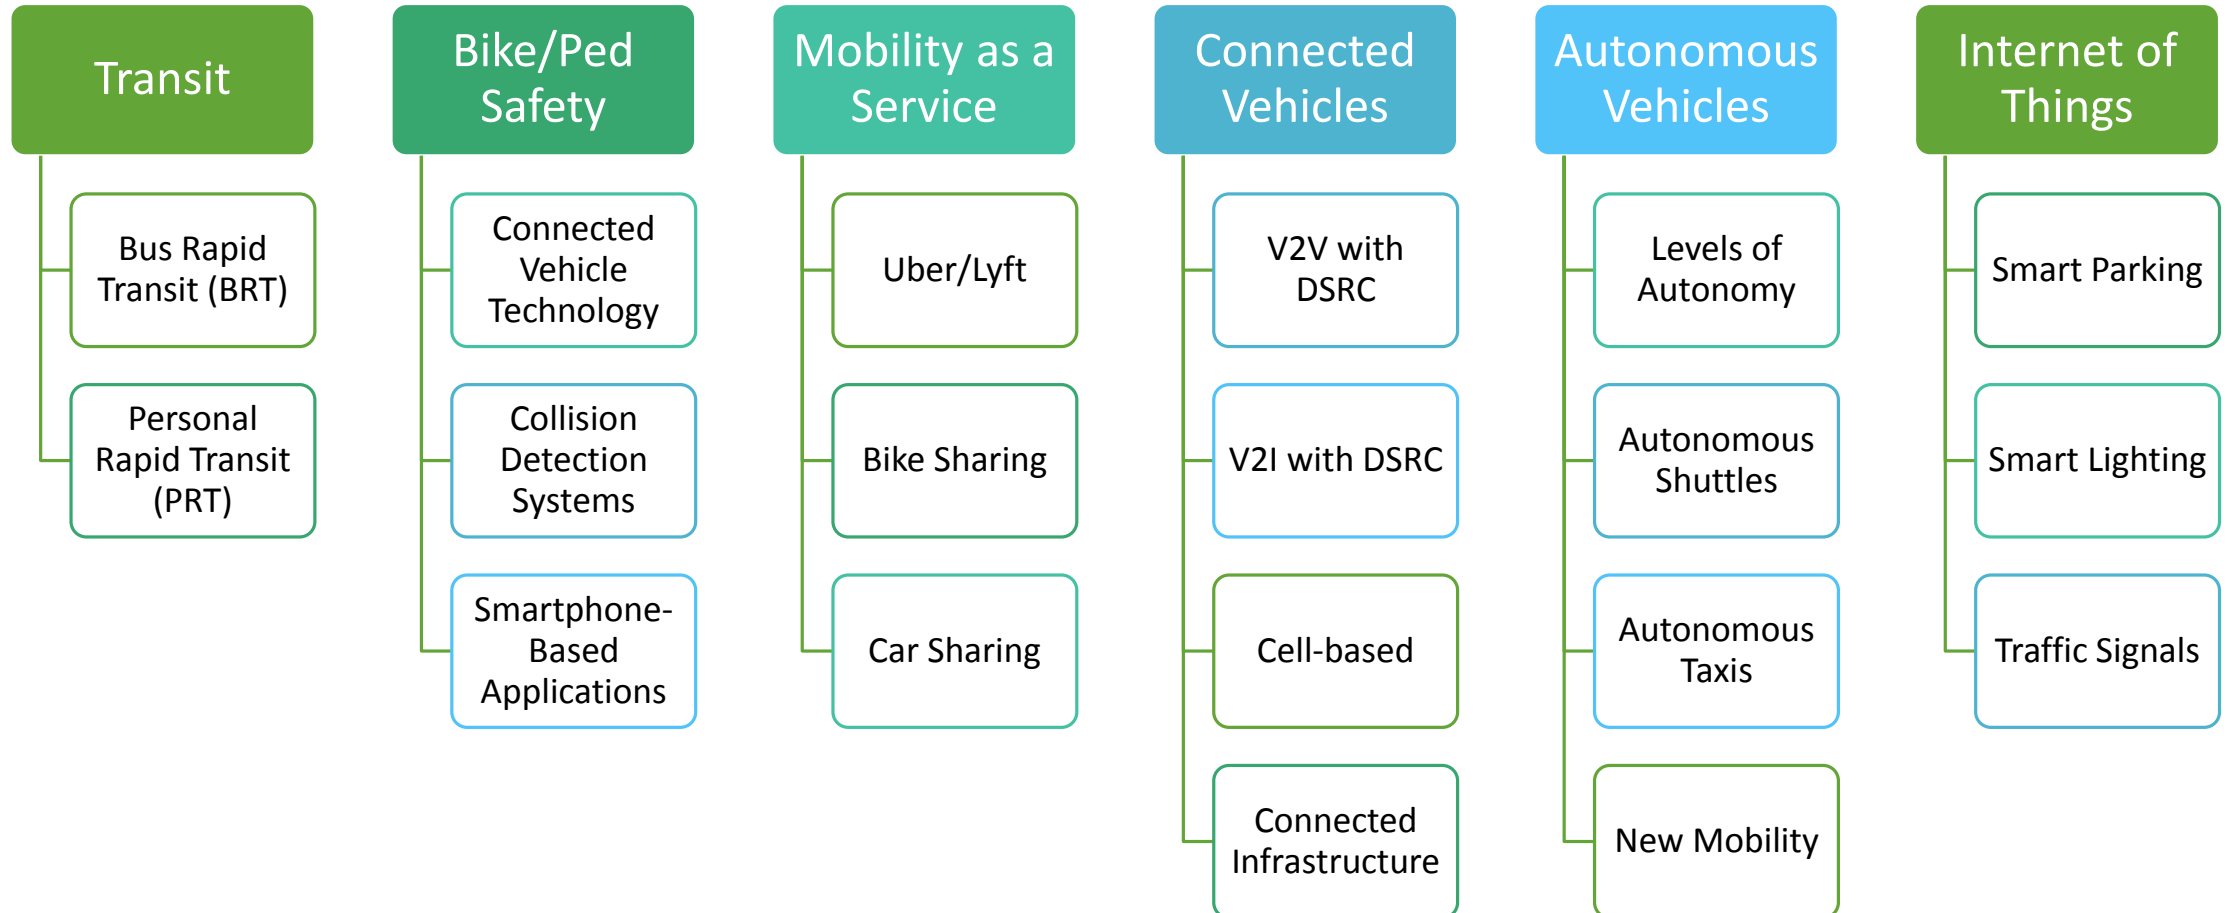 Transit
Bus Rapid
Transit (BRT)
Personal
Rapid Transit
(PRT)
Bike/Ped
Safety
Connected
Vehicle
Technology
Collision
Detection
Systems
Smartphone-
Based
Applications
Mobility as a
Service
Uber/Lyft
Bike Sharing
Car Sharing
Connected
Vehicles
V2V with
DSRC
V2I with DSRC
Cell-based
Connected
Infrastructure
Autonomous
Vehicles
Levels of
Autonomy
Autonomous
Shuttles
Autonomous
Taxis
New Mobility
Internet of
Things
Smart Parking
Smart Lighting
Traffic Signals